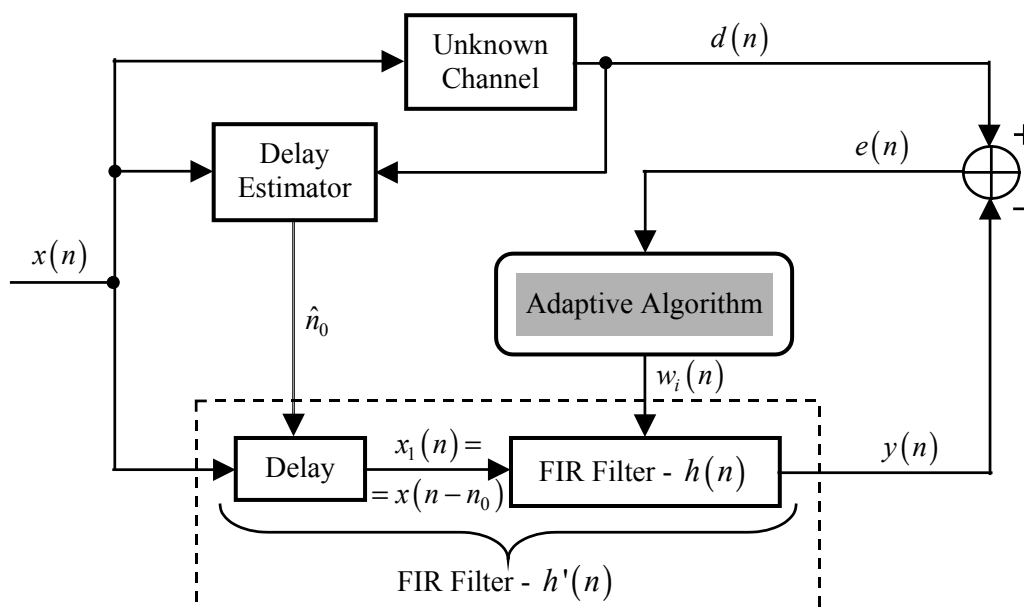 Unknown
Channel
d(n)
+
e(n)
−
Delay
Estimator
x(n)
n̂₀
Adaptive Algorithm
wᵢ(n)
Delay
x₁(n) =
= x(n − n₀)
FIR Filter - h(n)
y(n)
FIR Filter - h'(n)